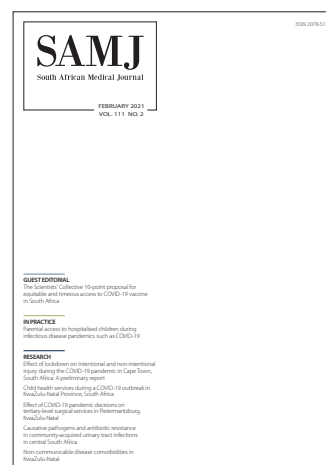 ISSN 2078-51
SAMJ
South African Medical Journal
FEBRUARY 2021
VOL. 111 NO. 2
GUEST EDITORIAL
The Scientists' Collective 10-point proposal for
equitable and timeous access to COVID-19 vaccine
in South Africa
IN PRACTICE
Parental access to hospitalised children during
infectious disease pandemics such as COVID-19
RESEARCH
Effect of lockdown on intentional and non-intentional
injury during the COVID-19 pandemic in Cape Town,
South Africa: A preliminary report
Child health services during a COVID-19 outbreak in
KwaZulu-Natal Province, South Africa
Effect of COVID-19 pandemic decisions on
tertiary-level surgical services in Pietermaritzburg,
KwaZulu-Natal
Causative pathogens and antibiotic resistance
in community-acquired urinary tract infections
in central South Africa
Non-communicable disease comorbidities in
KwaZulu-Natal